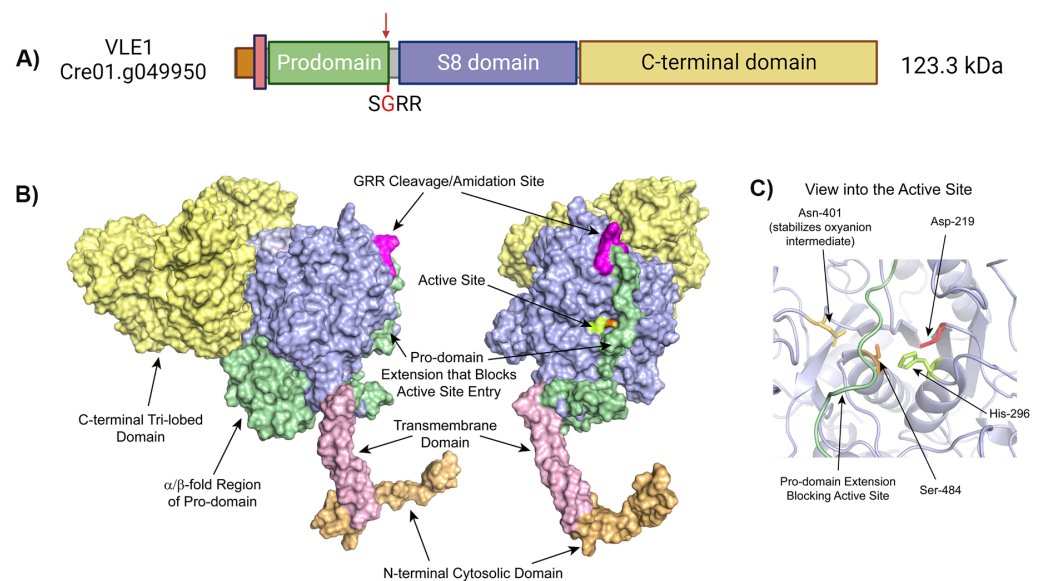 A)
VLE1
Cre01.g049950
Prodomain
S8 domain
C-terminal domain
123.3 kDa
SGRR
B)
GRR Cleavage/Amidation Site
Active Site
Pro-domain
Extension that Blocks
Active Site Entry
C-terminal Tri-lobed
Domain
Transmembrane
Domain
α/β-fold Region
of Pro-domain
N-terminal Cytosolic Domain
C)
View into the Active Site
Asn-401
(stabilizes oxyanion
intermediate)
Asp-219
His-296
Pro-domain Extension
Blocking Active Site
Ser-484